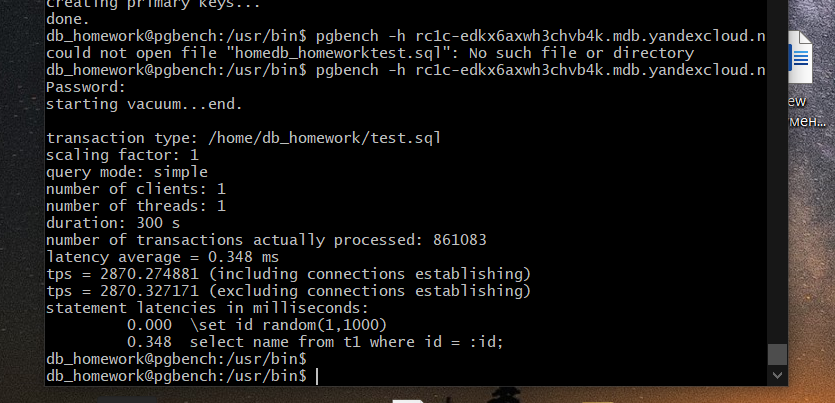 creating primary keys...
done.
db_homework@pgbench:/usr/bin$ pgbench -h rc1c-edkx6axwh3chvb4k.mdb.yandexcloud.n
could not open file "homedb_homeworktest.sql": No such file or directory
db_homework@pgbench:/usr/bin$ pgbench -h rc1c-edkx6axwh3chvb4k.mdb.yandexcloud.n
Password:
starting vacuum...end.
transaction type: /home/db_homework/test.sql
scaling factor: 1
query mode: simple
number of clients: 1
number of threads: 1
duration: 300 s
number of transactions actually processed: 861083
latency average = 0.348 ms
tps = 2870.274881 (including connections establishing)
tps = 2870.327171 (excluding connections establishing)
statement latencies in milliseconds:
0.000 \set id random(1,1000)
0.348 select name from t1 where id = :id;
db_homework@pgbench:/usr/bin$
db_homework@pgbench:/usr/bin$
ew
мен...